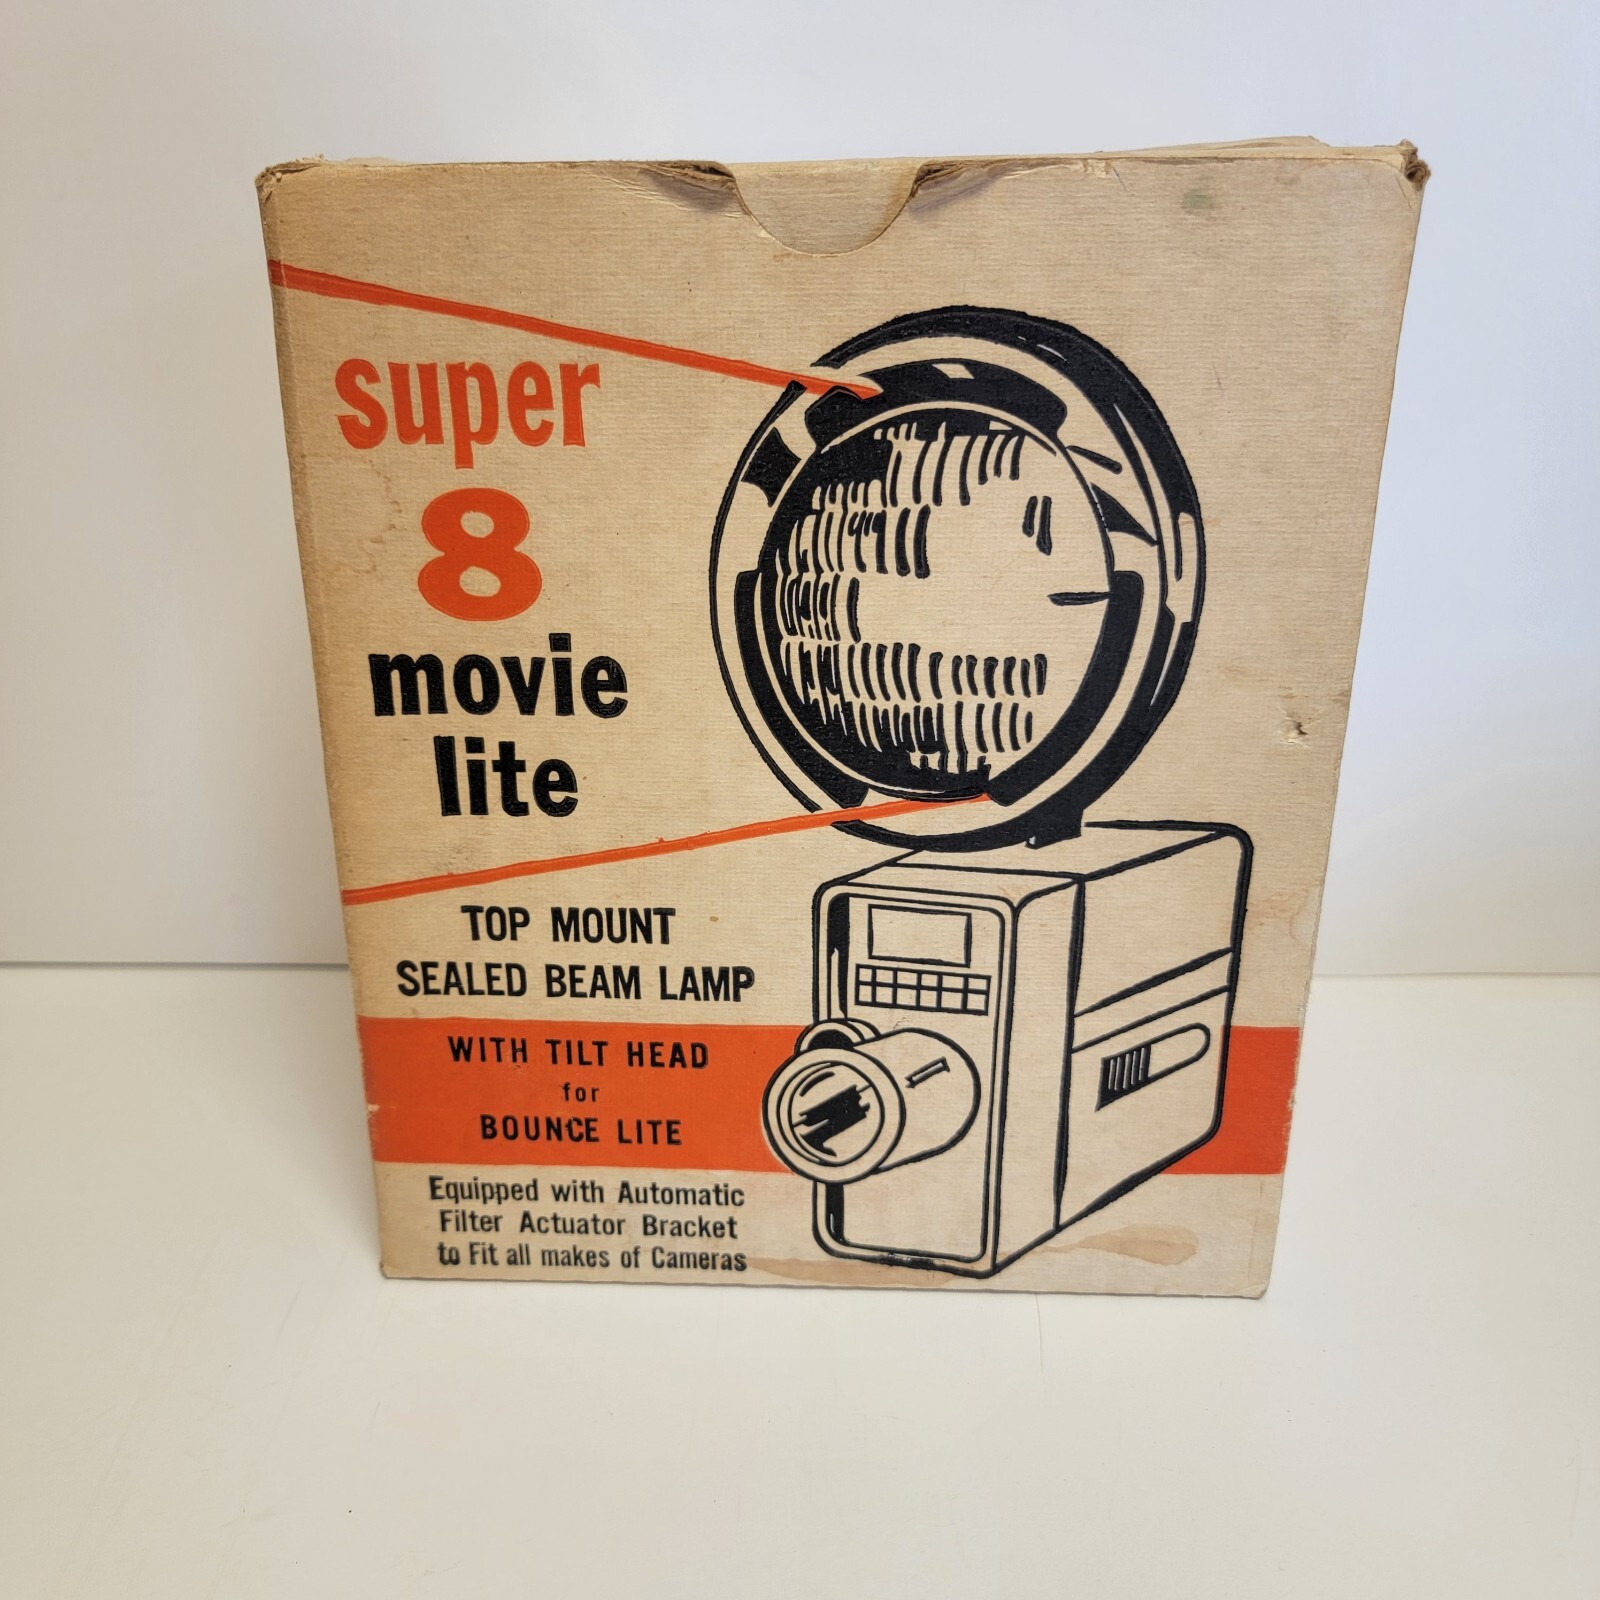 super
8
movie
lite
TOP MOUNT
SEALED BEAM LAMP
WITH TILT HEAD
for
BOUNCE LITE
Equipped with Automatic
Filter Actuator Bracket
to Fit all makes of Cameras